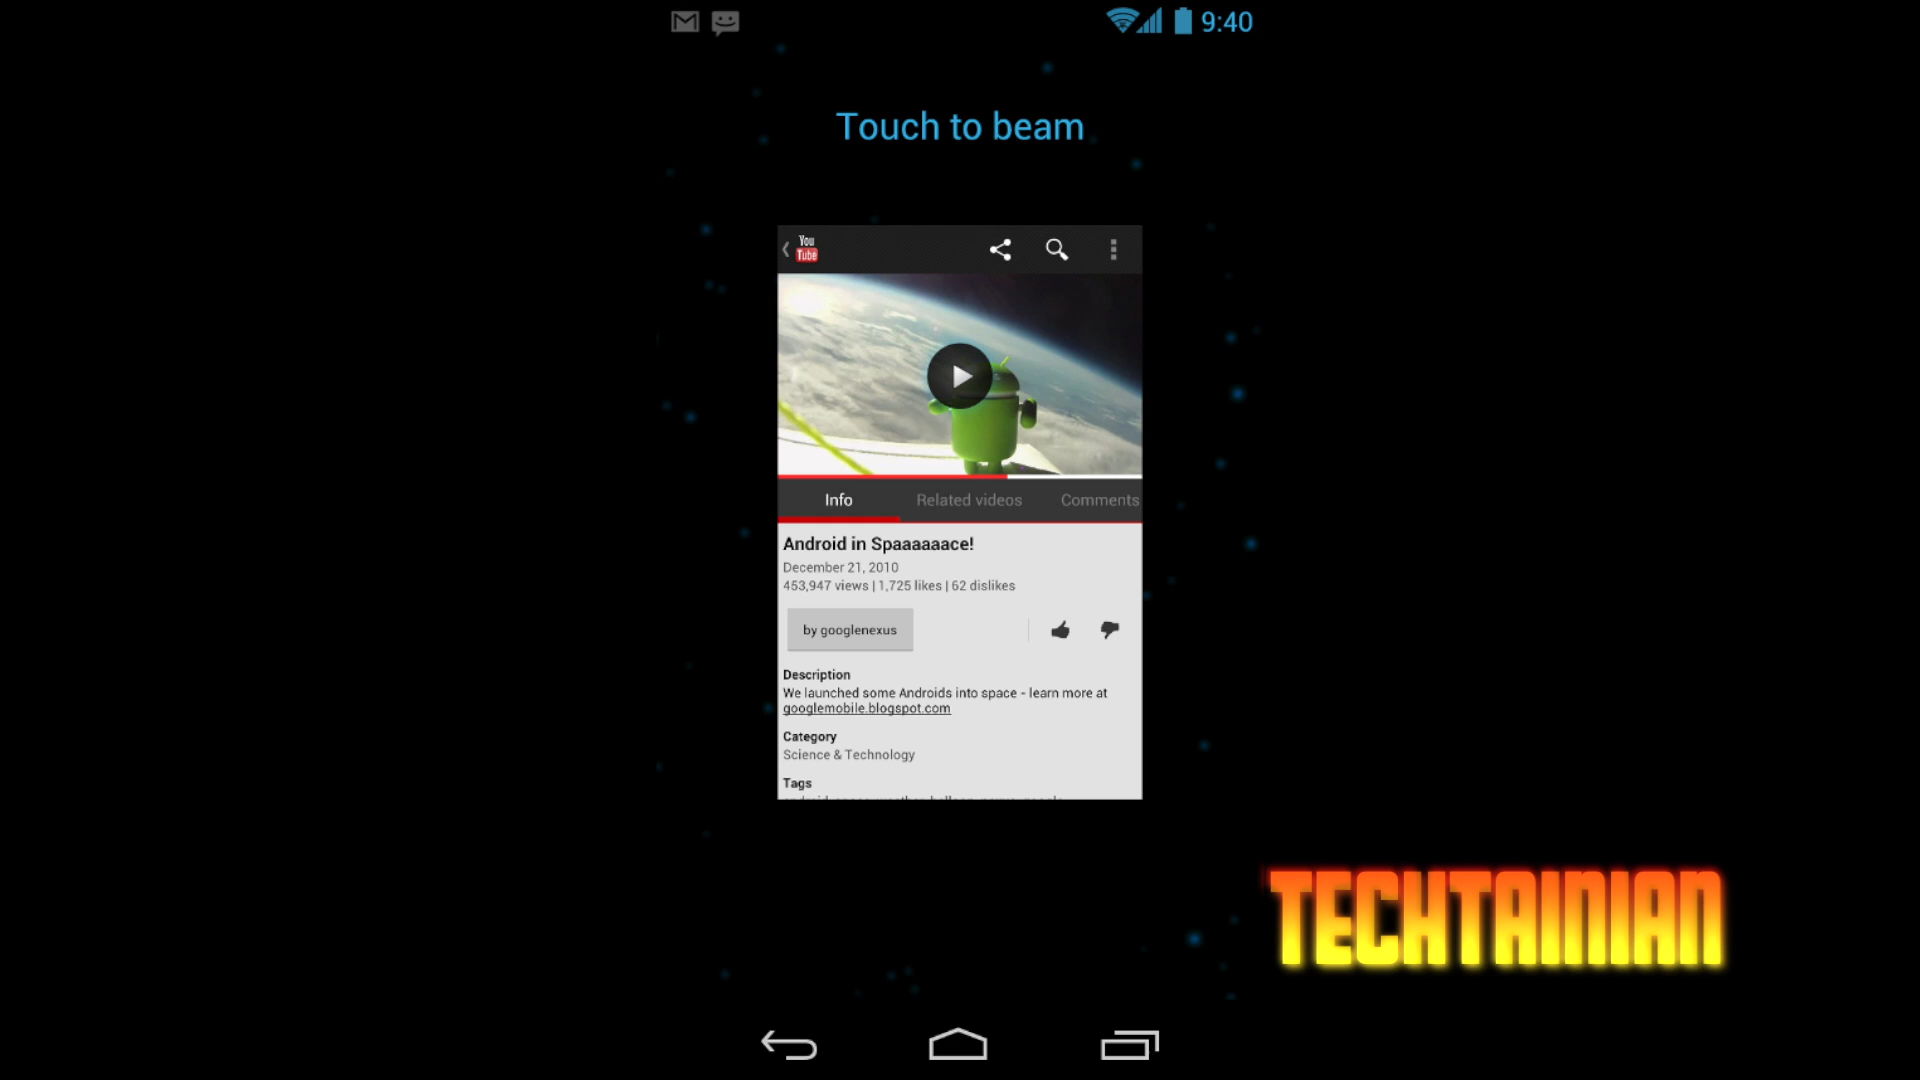 9:40
Touch to beam
You
Tube
Info Related videos Comments
Android in Spaaaaaace!
December 21, 2010
453,947 views | 1,725 likes | 62 dislikes
by googlenexus
Description
We launched some Androids into space - learn more at
googlemobile.blogspot.com
Category
Science & Technology
Tags
TECHTAINIAN